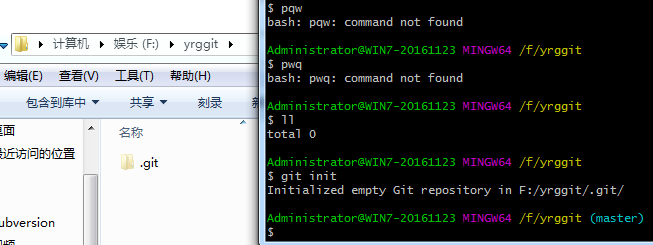 计算机 ▸ 娱乐 (F:) ▸ yrggit ▸
编辑(E) 查看(V) 工具(T) 帮助(H)
包含到库中 共享 刻录
桌面
最近访问的位置
ubversion
名称
.git
$ pqw
bash: pqw: command not found
Administrator@WIN7-20161123 MINGW64 /f/yrggit
$ pwq
bash: pwq: command not found
Administrator@WIN7-20161123 MINGW64 /f/yrggit
$ ll
total 0
Administrator@WIN7-20161123 MINGW64 /f/yrggit
$ git init
Initialized empty Git repository in F:/yrggit/.git/
Administrator@WIN7-20161123 MINGW64 /f/yrggit (master)
$